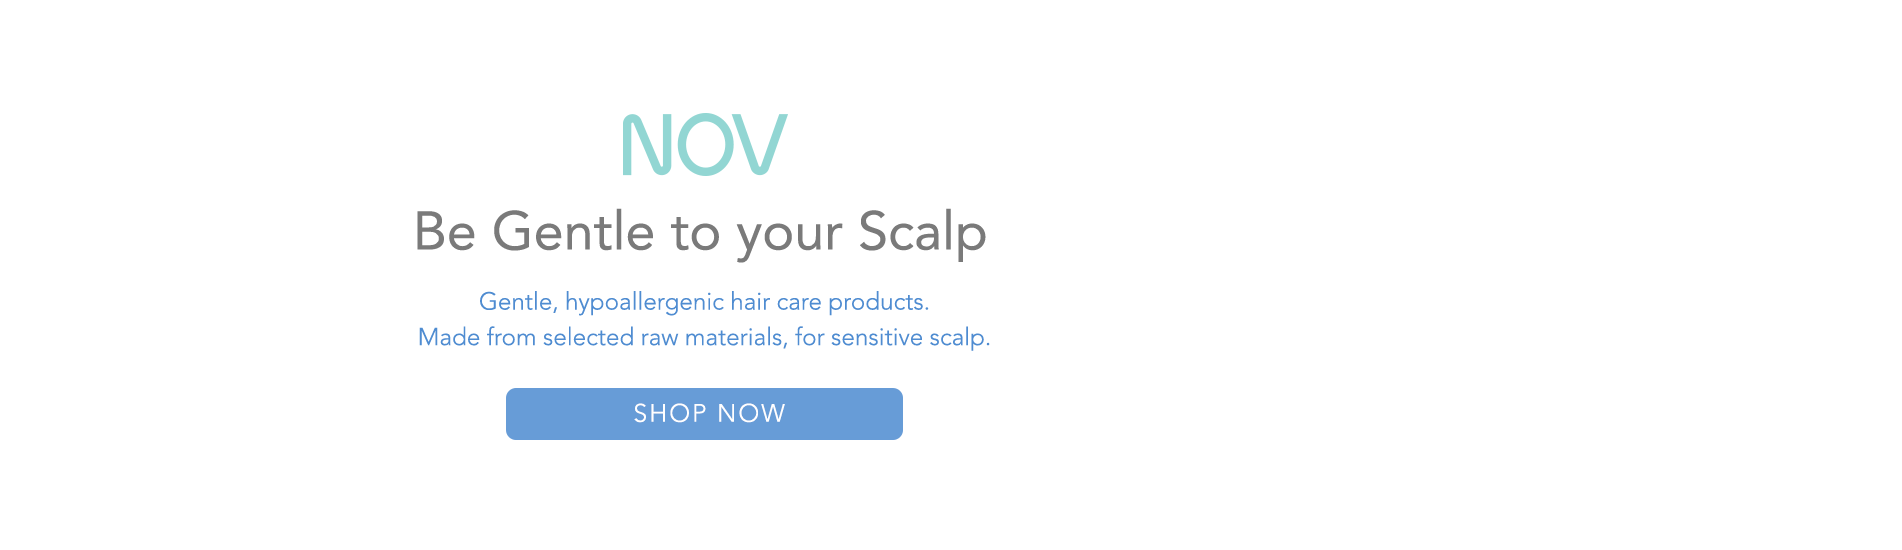 NOV
Be Gentle to your Scalp
Gentle, hypoallergenic hair care products.
Made from selected raw materials, for sensitive scalp.
SHOP NOW